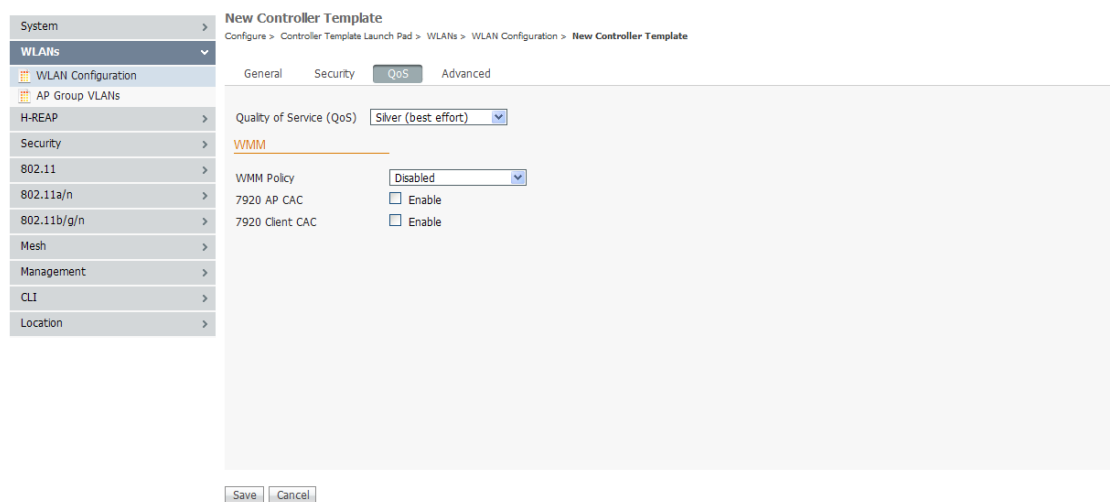 New Controller Template
Configure > Controller Template Launch Pad > WLANs > WLAN Configuration > New Controller Template
System >
WLANs
WLAN Configuration
AP Group VLANs
H-REAP >
Security >
802.11 >
802.11a/n >
802.11b/g/n >
Mesh >
Management >
CLI >
Location >
General Security QoS Advanced
Quality of Service (QoS) Silver (best effort)
WMM
WMM Policy Disabled
7920 AP CAC Enable
7920 Client CAC Enable
Save Cancel